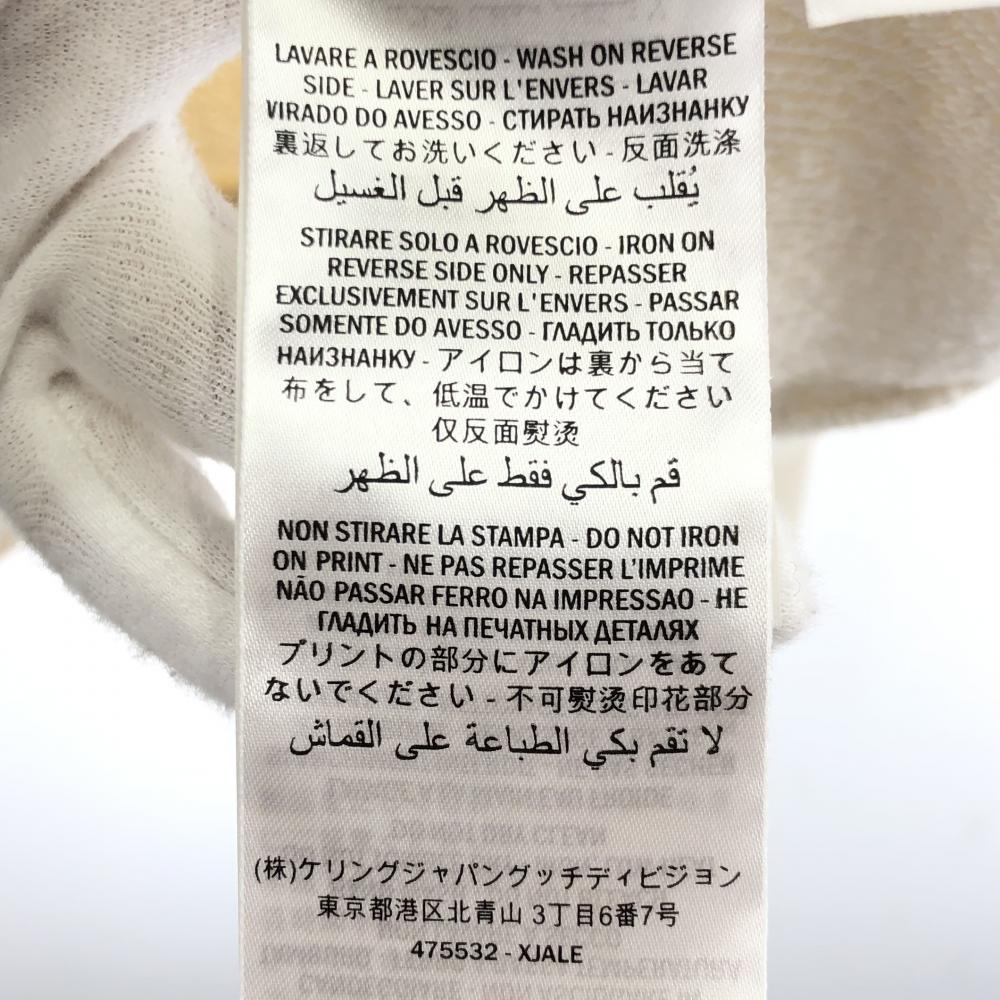 LAVARE A ROVESCIO - WASH ON REVERSE
SIDE - LAVER SUR L'ENVERS - LAVAR
VIRADO DO AVESSO - СТИРАТЬ НАИЗНАНКУ
裏返してお洗いください - 反面洗涤
يُقلب على الظهر قبل الغسيل
STIRARE SOLO A ROVESCIO - IRON ON
REVERSE SIDE ONLY - REPASSER
EXCLUSIVEMENT SUR L'ENVERS - PASSAR
SOMENTE DO AVESSO - ГЛАДИТЬ ТОЛЬКО
НАИЗНАНКУ - アイロンは裏から当て
布をして、低温でかけてください
仅反面熨烫
قم بالكي فقط على الظهر
NON STIRARE LA STAMPA - DO NOT IRON
ON PRINT - NE PAS REPASSER L'IMPRIME
NÃO PASSAR FERRO NA IMPRESSAO - НЕ
ГЛАДИТЬ НА ПЕЧАТНЫХ ДЕТАЛЯХ
プリントの部分にアイロンをあて
ないでください - 不可熨烫印花部分
لا تقم بكي الطباعة على القماش
(株)ケリングジャパングッチディビジョン
東京都港区北青山 3丁目6番7号
475532 - XJALE